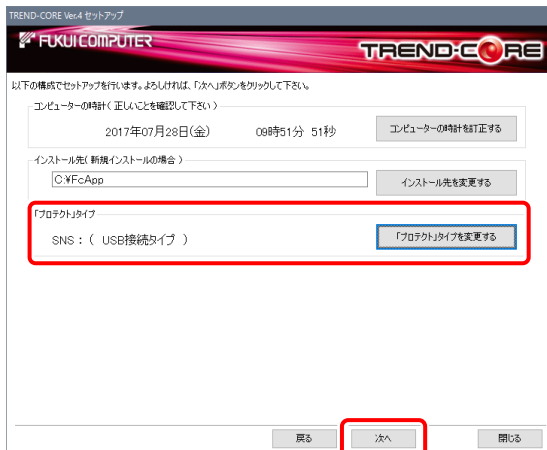 TREND-CORE Ver.4 セットアップ
FUKUI COMPUTER
TREND-CORE
以下の構成でセットアップを行います。よろしければ、「次へ」ボタンをクリックして下さい。
コンピューターの時計( 正しいことを確認して下さい )
2017年07月28日(金) 09時51分 51秒 コンピューターの時計を訂正する
インストール先( 新規インストールの場合 )
C:¥FcApp インストール先を変更する
「プロテクト」タイプ
SNS : ( USB接続タイプ ) 「プロテクト」タイプを変更する
戻る 次へ 閉じる